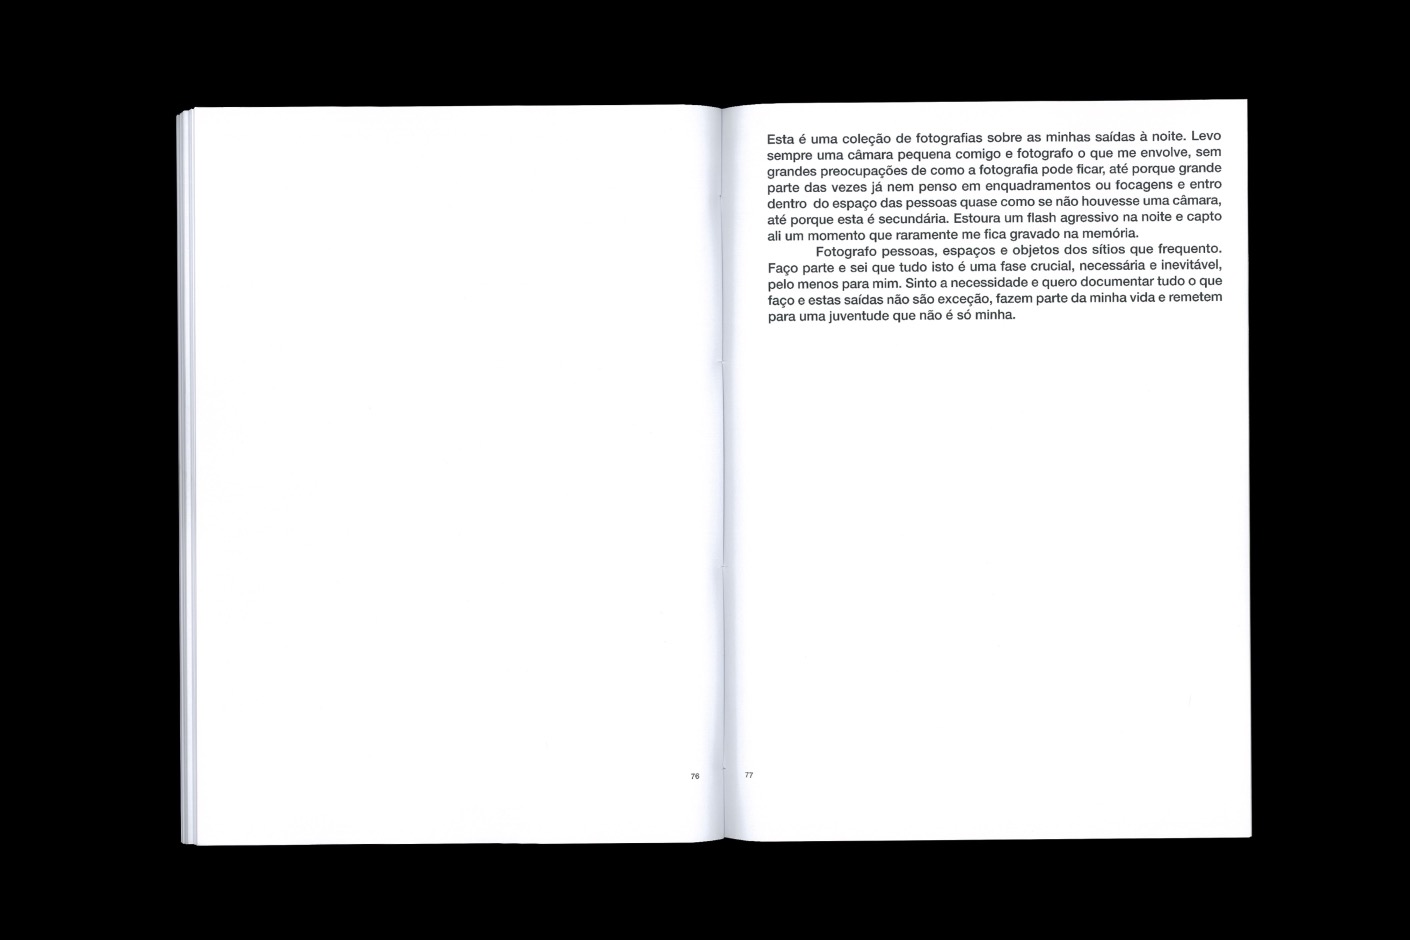 Esta é uma coleção de fotografias sobre as minhas saídas à noite. Levo
sempre uma câmara pequena comigo e fotografo o que me envolve, sem
grandes preocupações de como a fotografia pode ficar, até porque grande
parte das vezes já nem penso em enquadramentos ou focagens e entro
dentro do espaço das pessoas quase como se não houvesse uma câmara,
até porque esta é secundária. Estoura um flash agressivo na noite e capto
ali um momento que raramente me fica gravado na memória.
Fotografo pessoas, espaços e objetos dos sítios que frequento.
Faço parte e sei que tudo isto é uma fase crucial, necessária e inevitável,
pelo menos para mim. Sinto a necessidade e quero documentar tudo o que
faço e estas saídas não são exceção, fazem parte da minha vida e remetem
para uma juventude que não é só minha.
76
77